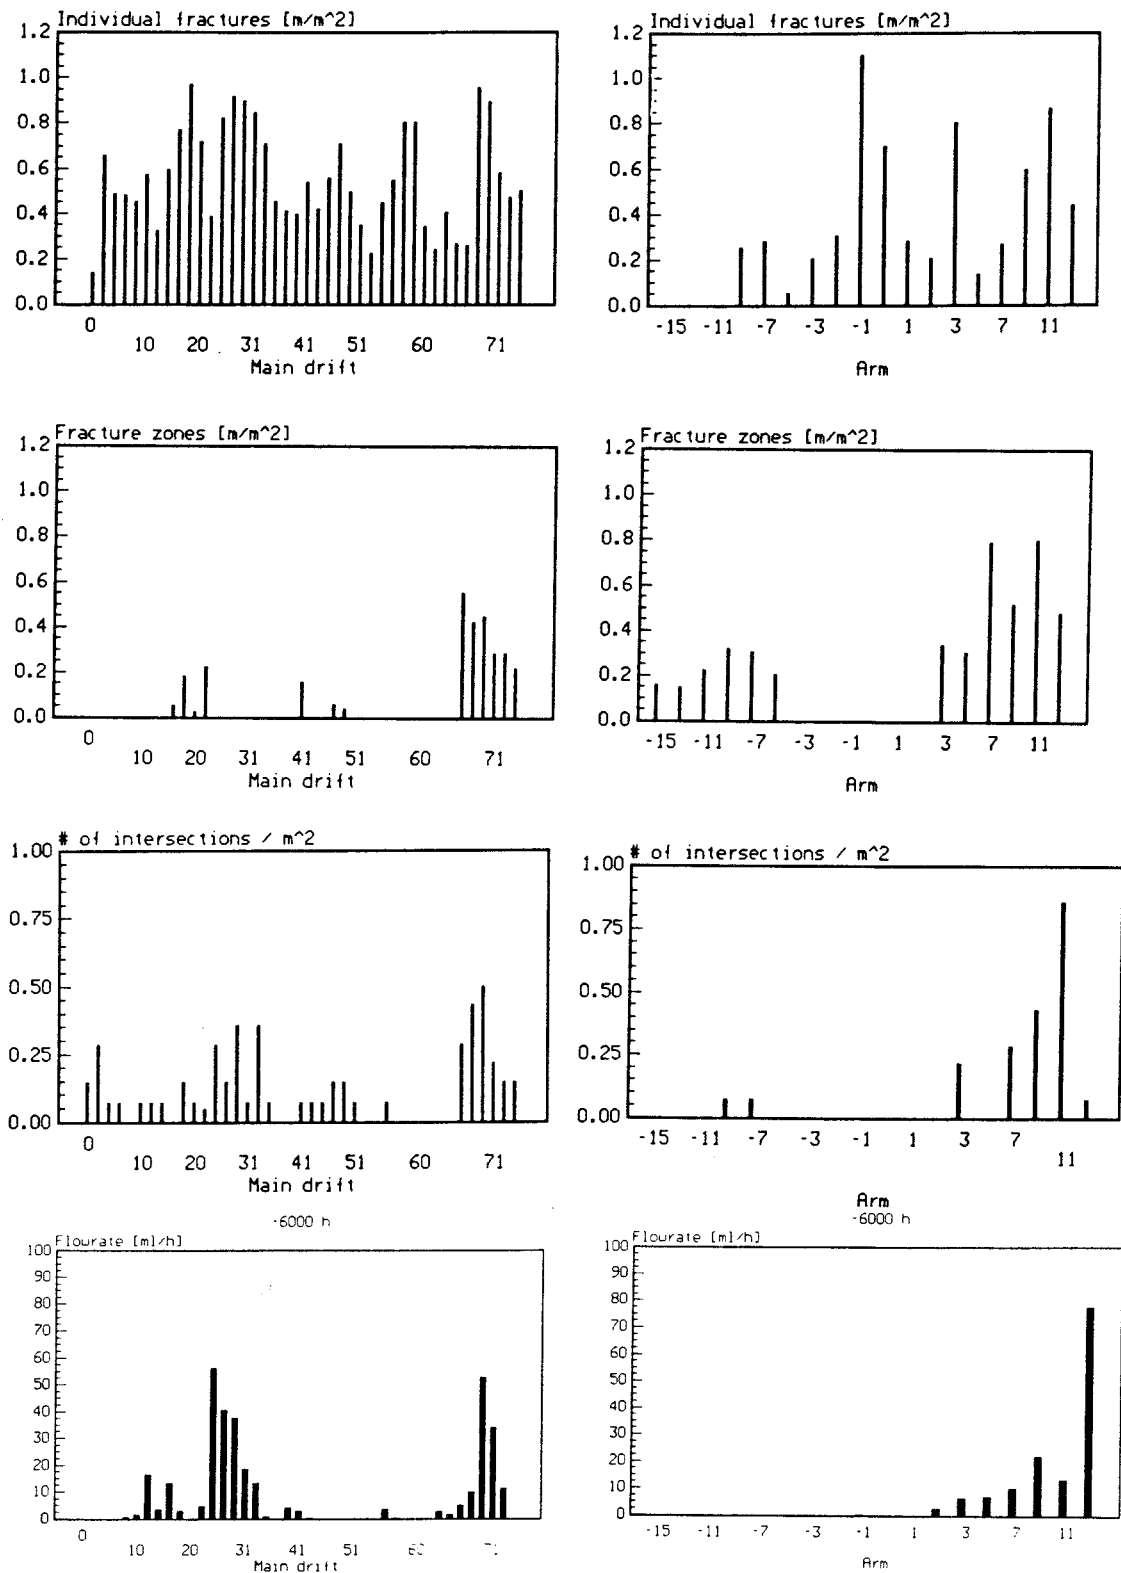 Individual fractures [m/m^2]
1.2
1.0
0.8
0.6
0.4
0.2
0.0
0
10 20 31 41 51 60 71
Main drift
Individual fractures [m/m^2]
1.2
1.0
0.8
0.6
0.4
0.2
0.0
-15 -11 -7 -3 -1 1 3 7 11
Arm
Fracture zones [m/m^2]
1.2
1.0
0.8
0.6
0.4
0.2
0.0
0
10 20 31 41 51 60 71
Main drift
Fracture zones [m/m^2]
1.2
1.0
0.8
0.6
0.4
0.2
0.0
-15 -11 -7 -3 -1 1 3 7 11
Arm
# of intersections / m^2
1.00
0.75
0.50
0.25
0.00
0
10 20 31 41 51 60 71
Main drift
# of intersections / m^2
1.00
0.75
0.50
0.25
0.00
-15 -11 -7 -3 -1 1 3 7
11
Arm
-6000 h
Flowrate [ml/h]
100
90
80
70
60
50
40
30
20
10
0
0
10 20 31 41 51 60 71
Main drift
-6000 h
Flowrate [ml/h]
100
90
80
70
60
50
40
30
20
10
0
-15 -11 -7 -3 -1 1 3 7 11
Arm